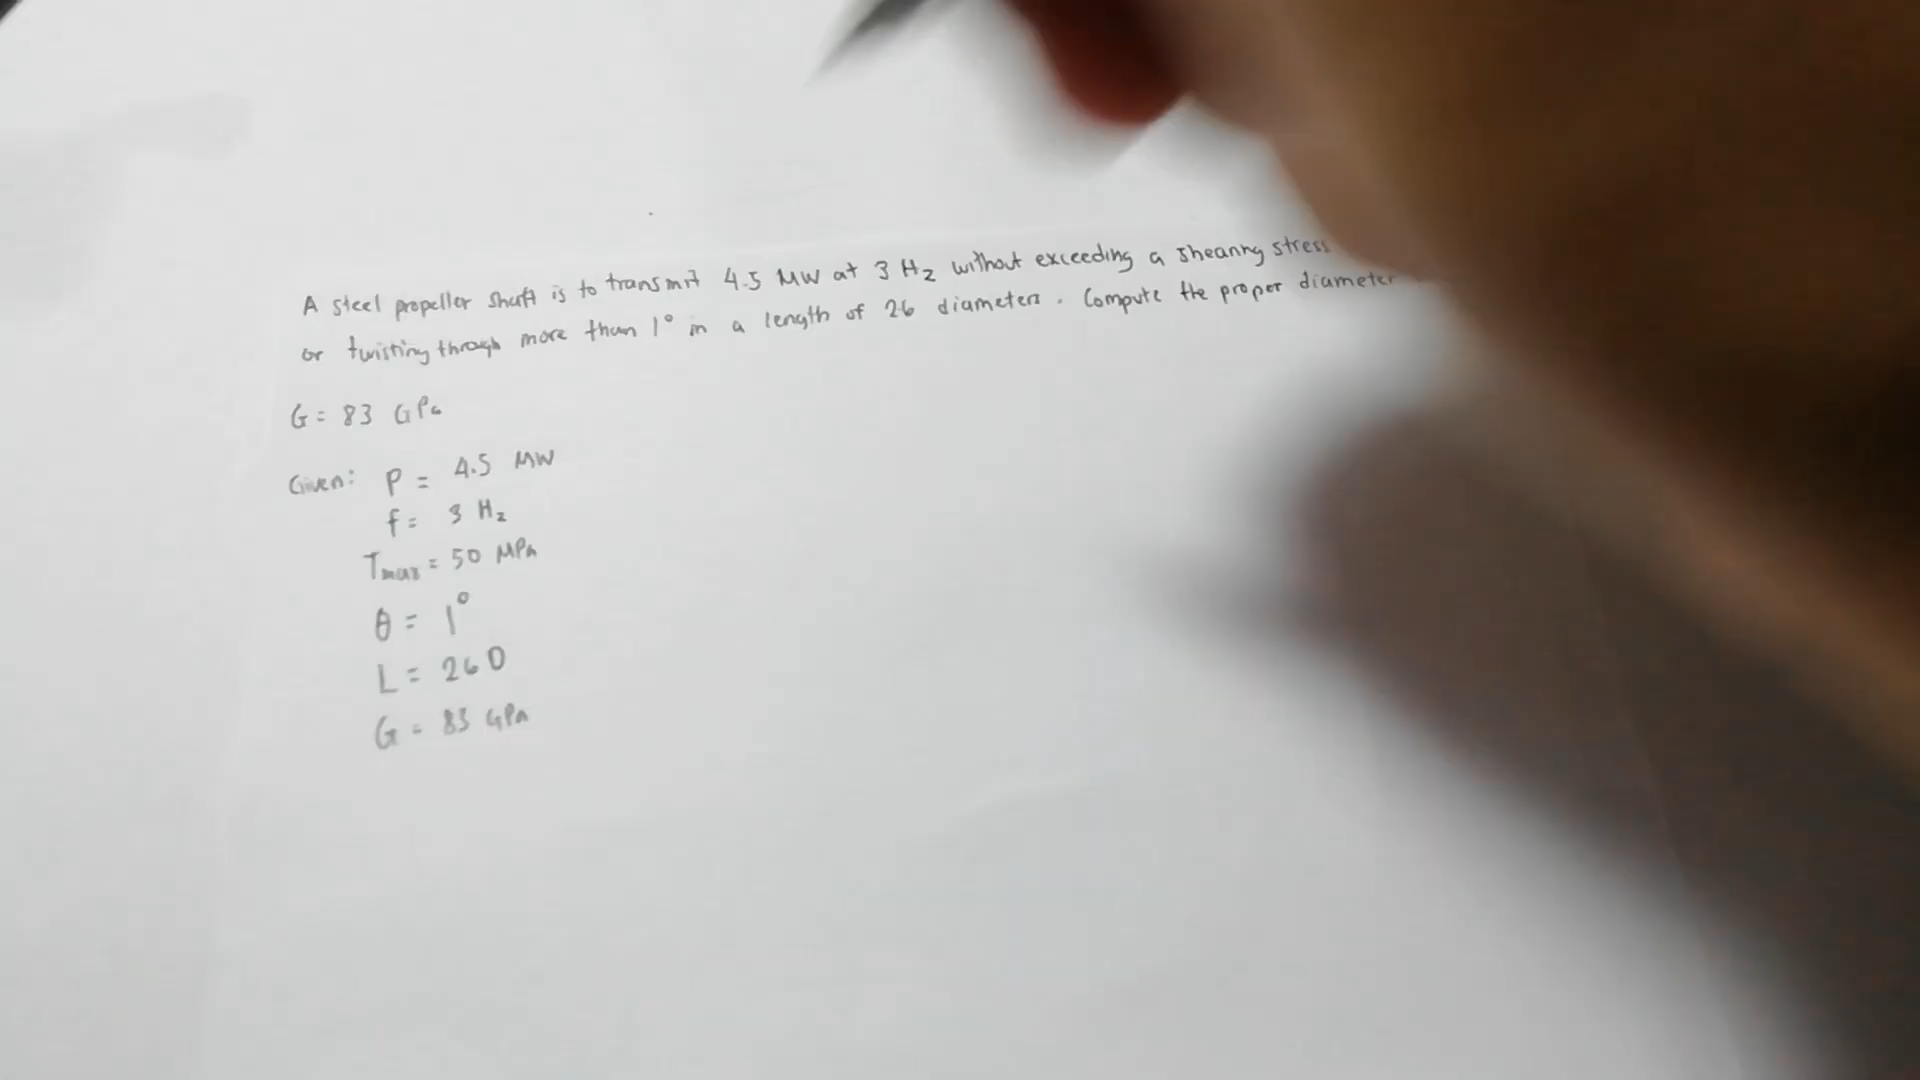 A steel propeller shaft is to transmit 4.5 MW at 3 Hz without exceeding a shearing stress
or twisting through more than 1° in a length of 26 diameters. Compute the proper diameter
G = 83 GPa
Given: P = 4.5 MW
f = 3 Hz
Tmax = 50 MPa
θ = 1°
L = 26D
G = 83 GPa